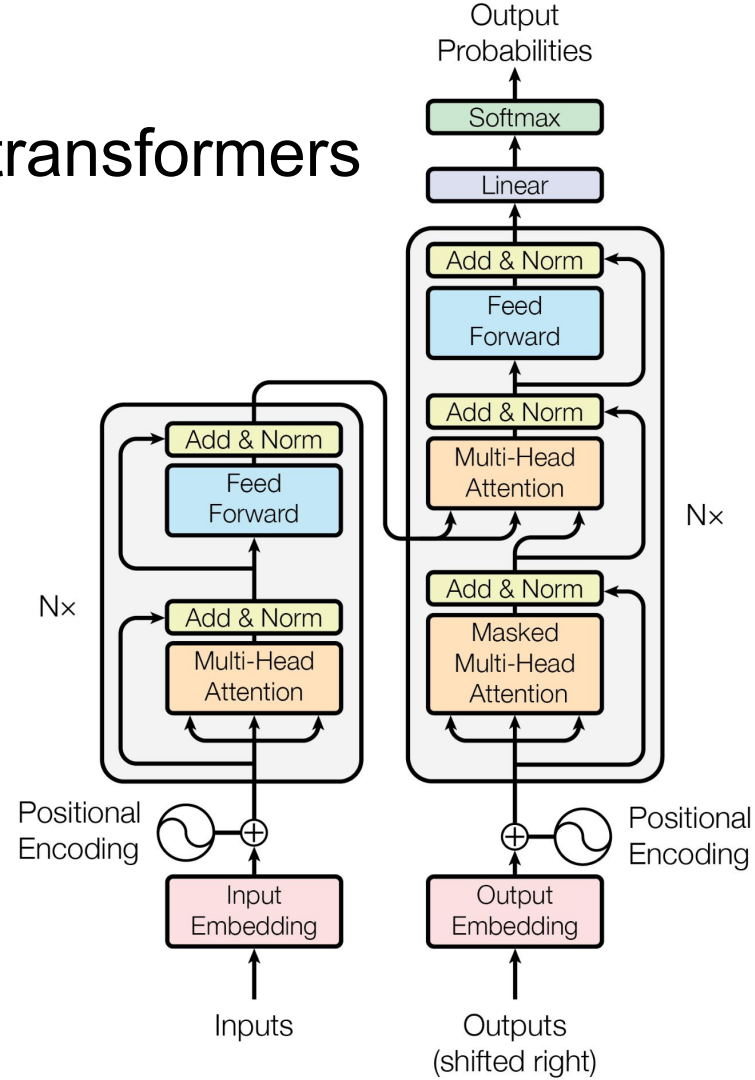 transformers
Output
Probabilities
Softmax
Linear
Add & Norm
Feed
Forward
Add & Norm
Multi-Head
Attention
Add & Norm
Masked
Multi-Head
Attention
Nx
Positional
Encoding
Output
Embedding
Outputs
(shifted right)
Add & Norm
Feed
Forward
Add & Norm
Multi-Head
Attention
Nx
Positional
Encoding
Input
Embedding
Inputs